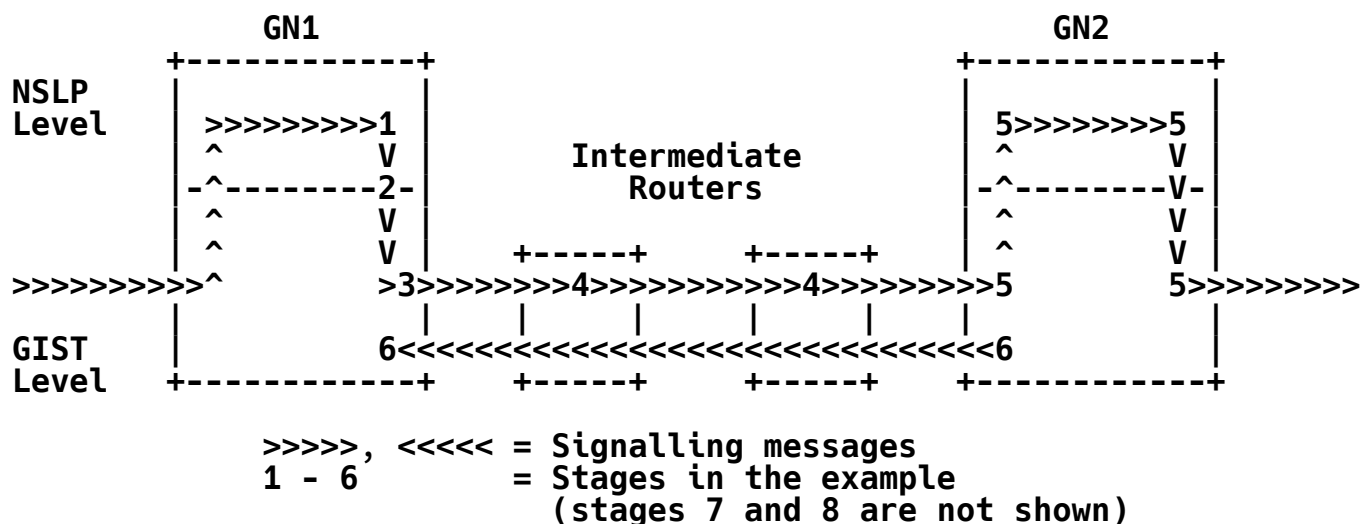 GN1                                      GN2
             +------------+                           +------------+
NSLP         |            |                           |            |
Level        | >>>>>>>>>1 |                           | 5>>>>>>>>5 |
             | ^        V |       Intermediate        | ^        V |
             |-^--------2-|          Routers          |-^--------V-|
             | ^        V |                           | ^        V |
             | ^        V |    +-----+     +-----+    | ^        V |
>>>>>>>>>>^        >3>>>>>>>>4>>>>>>>>>>>4>>>>>>>>>5        5>>>>>>>>>
             |            |    |     |     |     |    |            |
GIST         |          6<<<<<<<<<<<<<<<<<<<<<<<<<<<<<<<6          |
Level        +------------+    +-----+     +-----+    +------------+
>>>>>, <<<<< = Signalling messages
1 - 6        = Stages in the example
               (stages 7 and 8 are not shown)